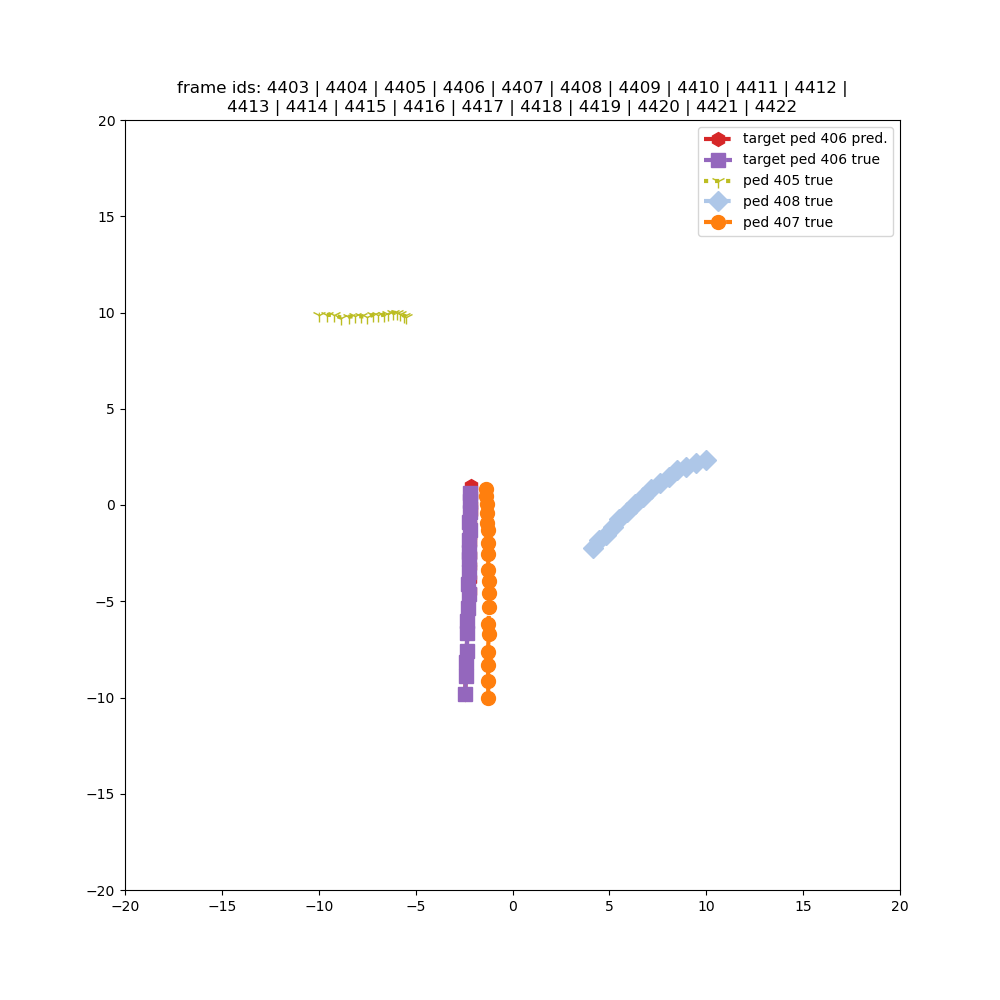 frame ids: 4403 | 4404 | 4405 | 4406 | 4407 | 4408 | 4409 | 4410 | 4411 | 4412 |
4413 | 4414 | 4415 | 4416 | 4417 | 4418 | 4419 | 4420 | 4421 | 4422
target ped 406 pred.
target ped 406 true
ped 405 true
ped 408 true
ped 407 true
20
15
10
5
0
−5
−10
−15
−20
−20 −15 −10 −5 0 5 10 15 20